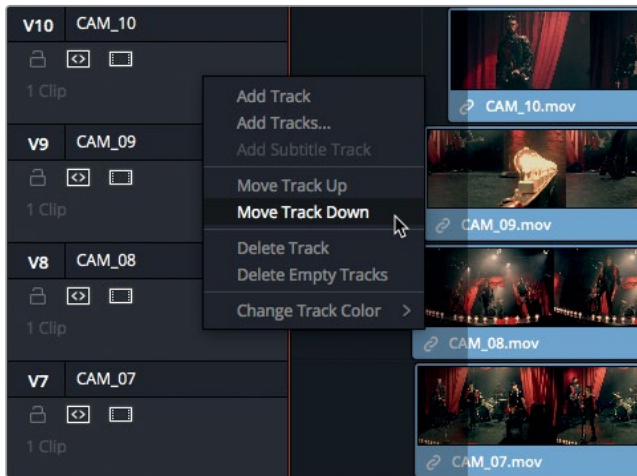 V10 CAM_10
1 Clip
CAM_10.mov
Add Track
Add Tracks...
Add Subtitle Track
Move Track Up
Move Track Down
Delete Track
Delete Empty Tracks
Change Track Color >
V9 CAM_09
1 Clip
CAM_09.mov
V8 CAM_08
1 Clip
CAM_08.mov
V7 CAM_07
1 Clip
CAM_07.mov